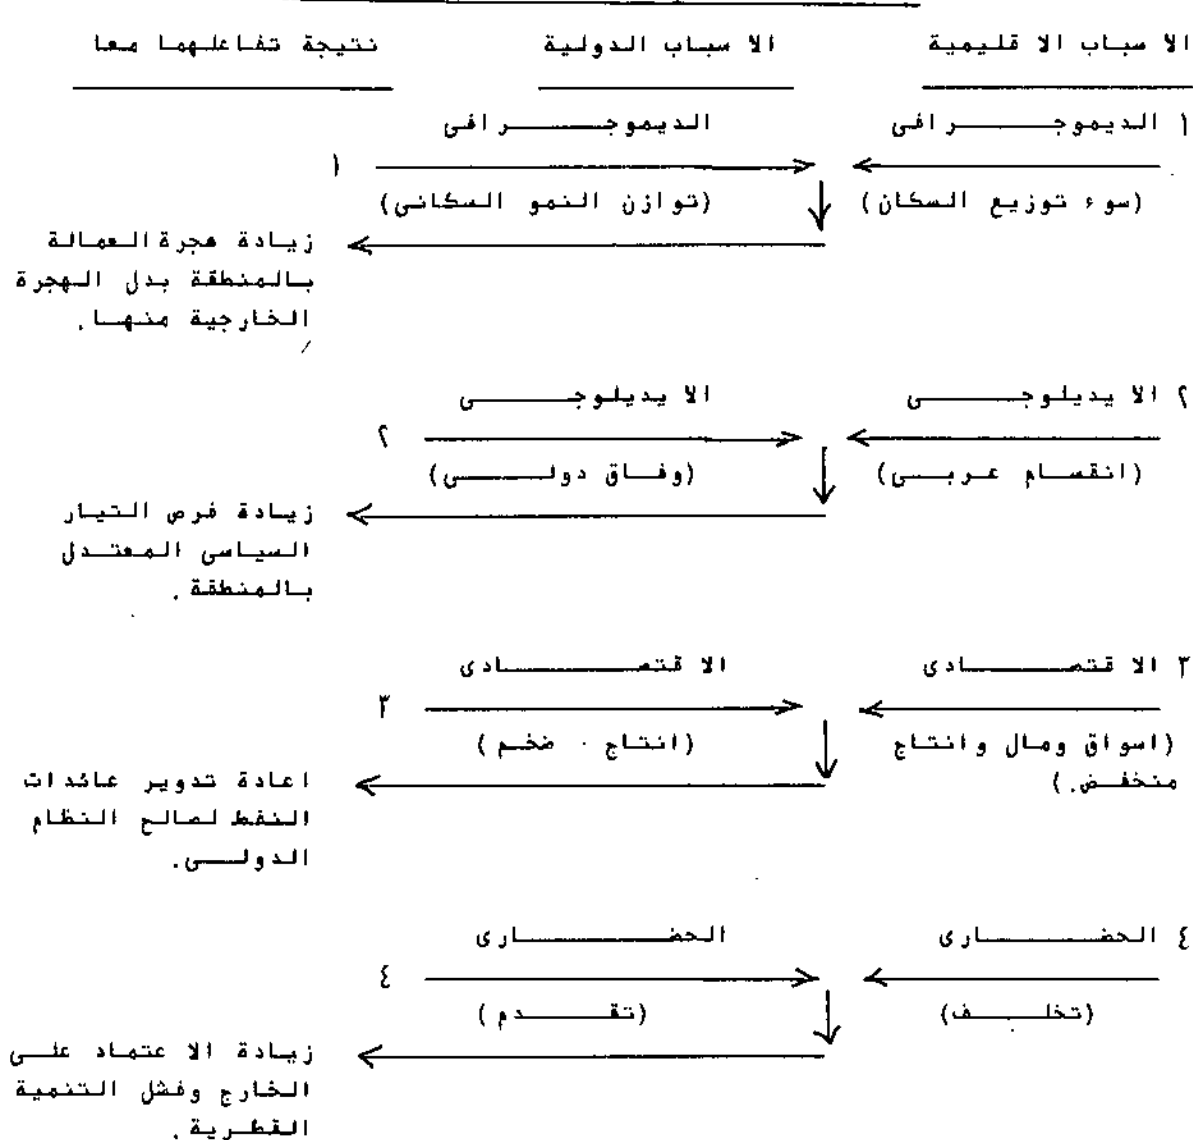 الاسباب الاقليمية الاسباب الدولية نتيجة تفاعلهما معا
١ الديموجرافى الديموجرافى
١
(سوء توزيع السكان) (توازن النمو السكانى)
زيادة هجرة العمالة
بالمنطقة بدل الهجرة
الخارجية منها.
٢ الايديلوجى الايديلوجى
٢
(انقسام عربى) (وفاق دولى)
زيادة فرص التيار
السياسى المعتدل
بالمنطقة.
٣ الاقتصادى الاقتصادى
٣
(اسواق ومال وانتاج (انتاج ضخم)
منخفض.)
اعادة تدوير عائدات
النفط لصالح النظام
الدولى.
٤ الحضارى الحضارى
٤
(تخلف) (تقدم)
زيادة الاعتماد على
الخارج وفشل التنمية
القطرية.